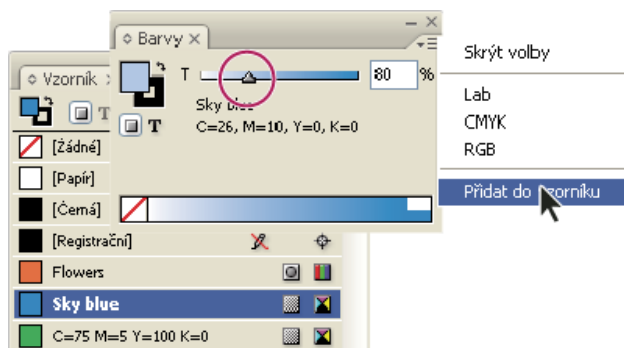 Barvy
T 80 %
Sky blue
C=26, M=10, Y=0, K=0
T
Vzorník
T
[Žádné]
[Papír]
[Černá]
[Registrační]
Flowers
Sky blue
C=75 M=5 Y=100 K=0
Skrýt volby
Lab
CMYK
RGB
Přidat do vzorníku